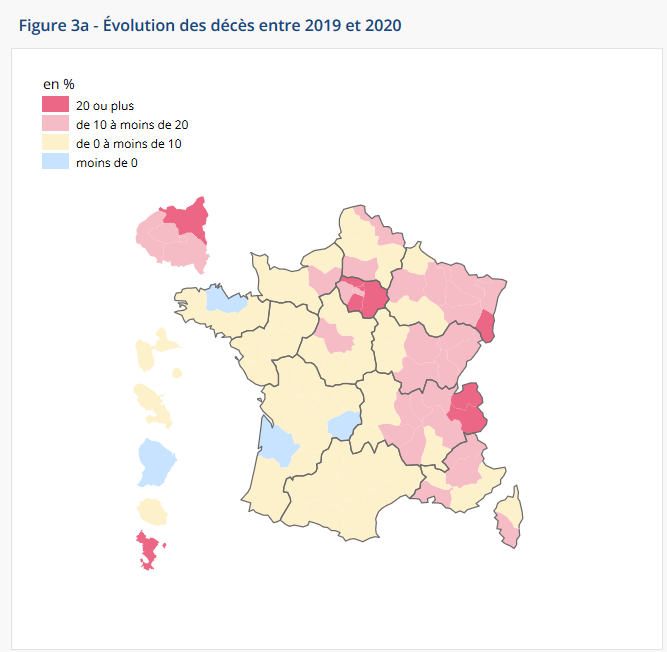 Figure 3a - Évolution des décès entre 2019 et 2020
en %
20 ou plus
de 10 à moins de 20
de 0 à moins de 10
moins de 0